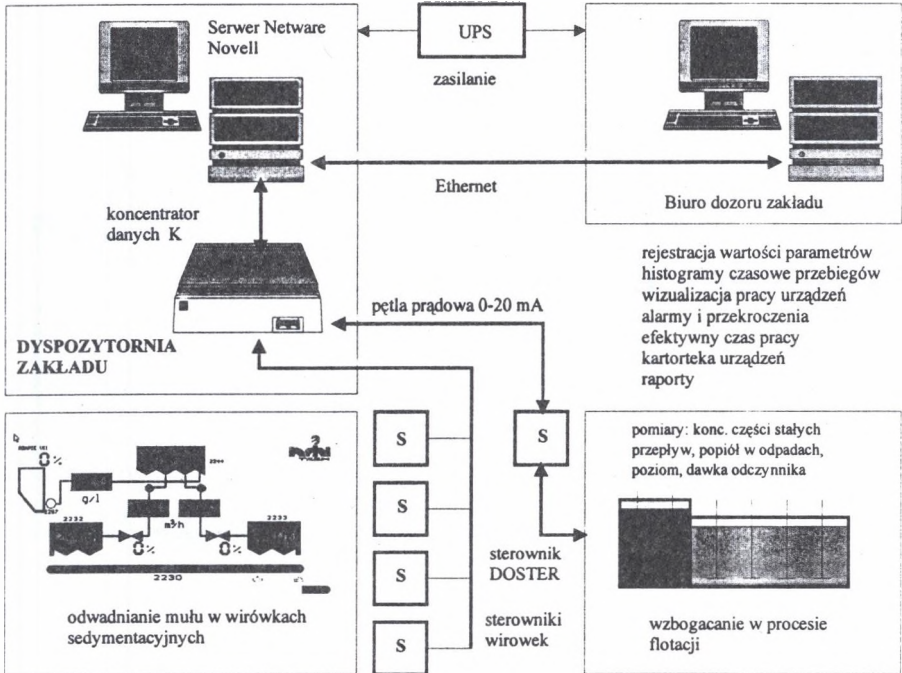 Serwer Netware
Novell
UPS
zasilanie
Ethernet
Biuro dozoru zakładu
koncentrator
danych K
pętla prądowa 0-20 mA
DYSPOZYTORNIA
ZAKŁADU
rejestracja wartości parametrów
histogramy czasowe przebiegów
wizualizacja pracy urządzeń
alarmy i przekroczenia
efektywny czas pracy
kartorteka urządzeń
raporty
0%
g/l
2244
2297
2232
m³/h
2233
0%
0%
2230
odwadnianie mułu w wirówkach
sedymentacyjnych
S
S
S
S
S
sterownik
DOSTER
sterowniki
wirowek
pomiary: konc. części stałych
przepływ, popiół w odpadach,
poziom, dawka odczynnika
wzbogacanie w procesie
flotacji